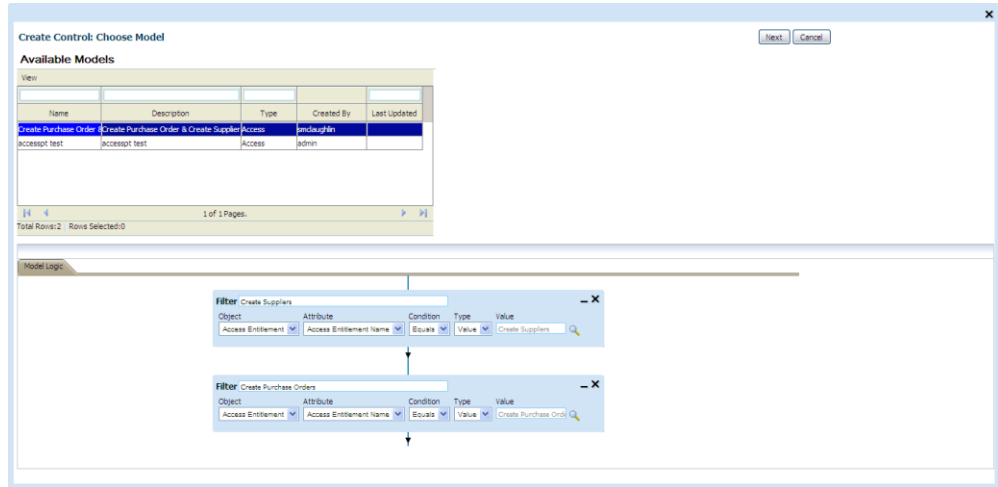 Create Control: Choose Model
Next Cancel
Available Models
View
Name Description Type Created By Last Updated
Create Purchase Order & Create Purchase Order & Create Supplier Access smclaughlin
accesspt test accesspt test Access admin
1 of 1 Pages.
Total Rows:2 Rows Selected:0
Model Logic
Filter Create Suppliers
Object Attribute Condition Type Value
Access Entitlement Access Entitlement Name Equals Value Create Suppliers
Filter Create Purchase Orders
Object Attribute Condition Type Value
Access Entitlement Access Entitlement Name Equals Value Create Purchase Orde